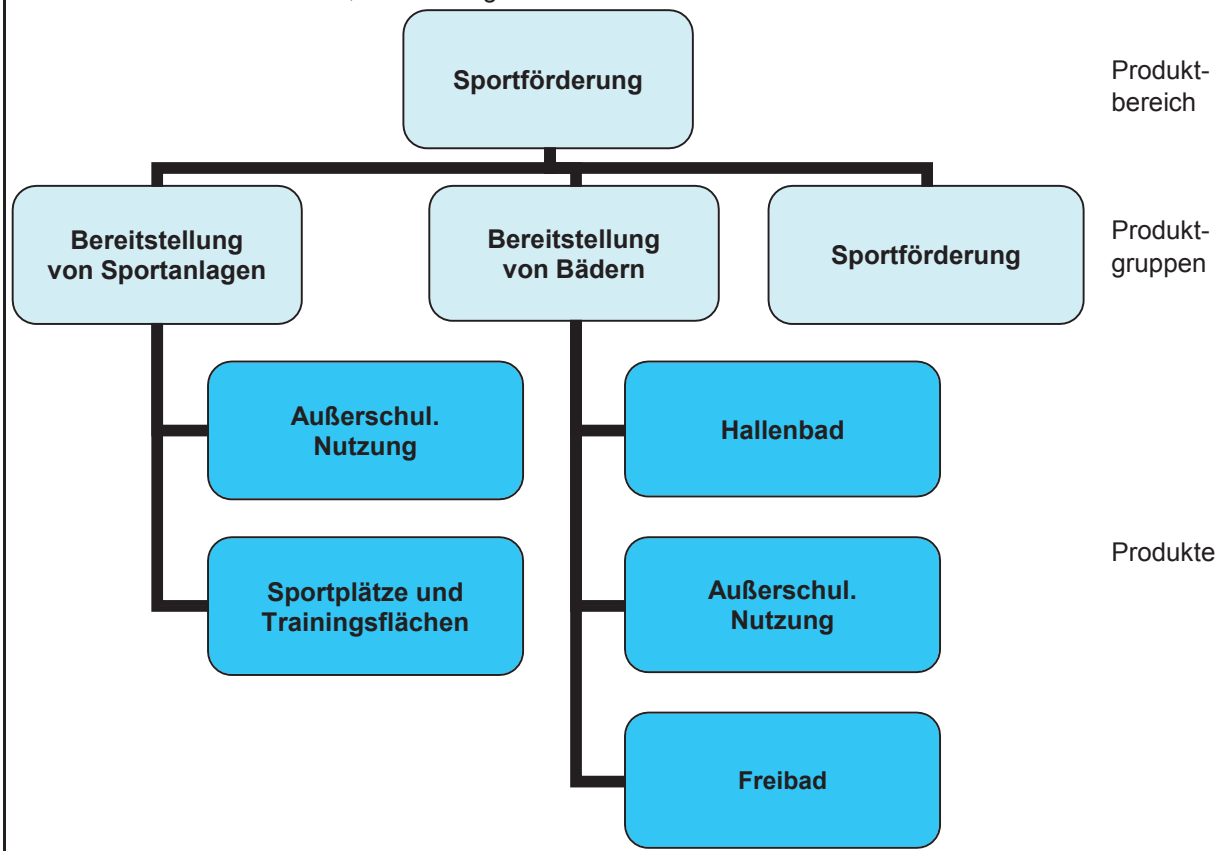 Sportförderung
Produkt-
bereich
Bereitstellung
von Sportanlagen
Bereitstellung
von Bädern
Sportförderung
Produkt-
gruppen
Außerschul.
Nutzung
Hallenbad
Sportplätze und
Trainingsflächen
Außerschul.
Nutzung
Produkte
Freibad